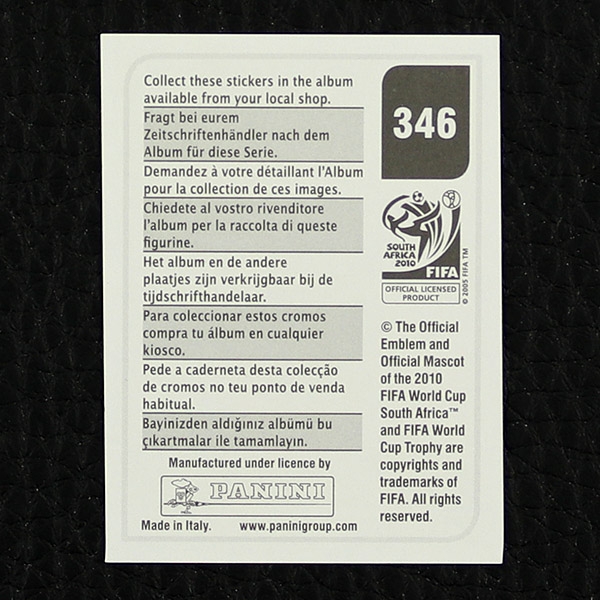 Collect these stickers in the album
available from your local shop.
Fragt bei eurem
Zeitschriftenhändler nach dem
Album für diese Serie.
Demandez à votre détaillant l'Album
pour la collection de ces images.
Chiedete al vostro rivenditore
l'album per la raccolta di queste
figurine.
Het album en de andere
plaatjes zijn verkrijgbaar bij de
tijdschrifthandelaar.
Para coleccionar estos cromos
compra tu álbum en cualquier
kiosco.
Pede a caderneta desta colecção
de cromos no teu ponto de venda
habitual.
Bayinizden aldığınız albümü bu
çıkartmalar ile tamamlayın.
Manufactured under licence by
PANINI
Made in Italy. www.paninigroup.com
346
SOUTH
AFRICA
2010
FIFA
OFFICIAL LICENSED
PRODUCT
© 2005 FIFA TM
© The Official
Emblem and
Official Mascot
of the 2010
FIFA World Cup
South Africa™
and FIFA World
Cup Trophy are
copyrights and
trademarks of
FIFA. All rights
reserved.